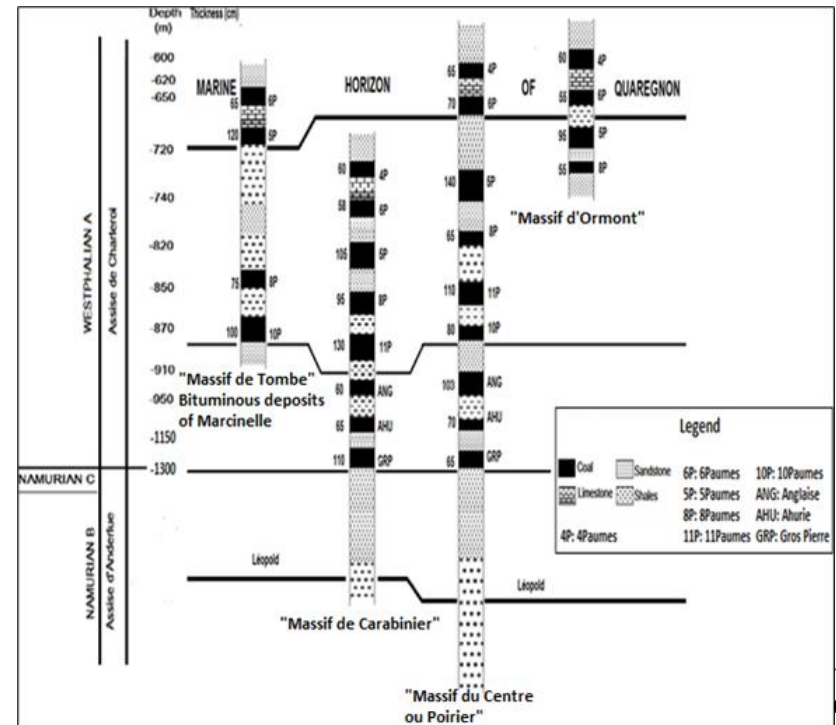 Depth Thickness (cm)
(m)
-600
-620
-650
-720
-740
-820
-850
-870
-910
-950
-1150
-1300
WESTPHALIAN A
Assise de Charleroi
NAMURIAN C
NAMURIAN B
Assise d'Anderlue
MARINE HORIZON OF QUAREGNON
65 6P
120 5P
75 8P
100 10P
"Massif de Tombe"
Bituminous deposits
of Marcinelle
60 4P
58 6P
105 5P
95 8P
130 11P
60 ANG
65 AHU
110 GRP
Léopold
"Massif de Carabinier"
65 4P
70 6P
140 5P
65 8P
110 11P
80 10P
103 ANG
70 AHU
65 GRP
Léopold
"Massif du Centre
ou Poirier"
60 4P
55 6P
95 5P
55 8P
"Massif d'Ormont"
Legend
Coal Sandstone 6P: 6Paumes 10P: 10Paumes
Limestone Shales 5P: 5Paumes ANG: Anglaise
8P: 8Paumes AHU: Ahurie
4P: 4Paumes 11P: 11Paumes GRP: Gros Pierre